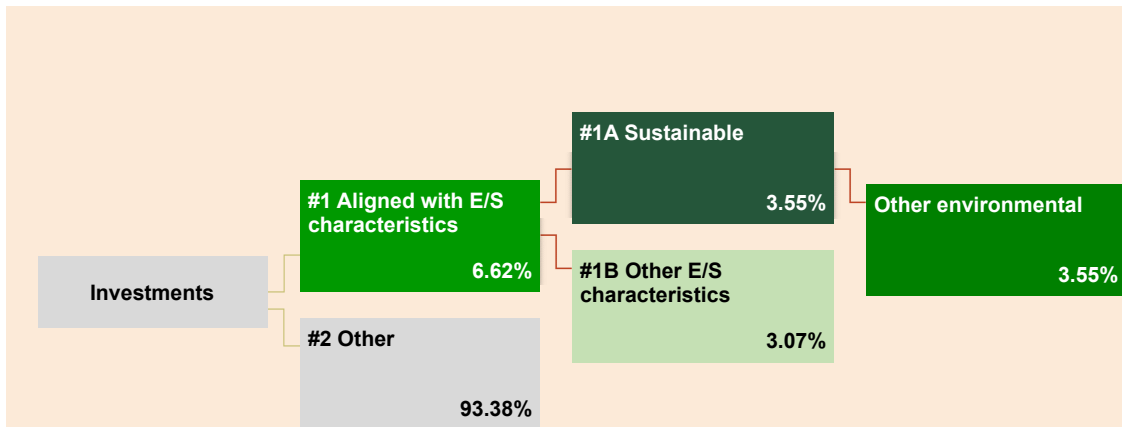 #1A Sustainable
3.55%
#1 Aligned with E/S
characteristics
6.62%
Other environmental
3.55%
#1B Other E/S
characteristics
3.07%
Investments
#2 Other
93.38%